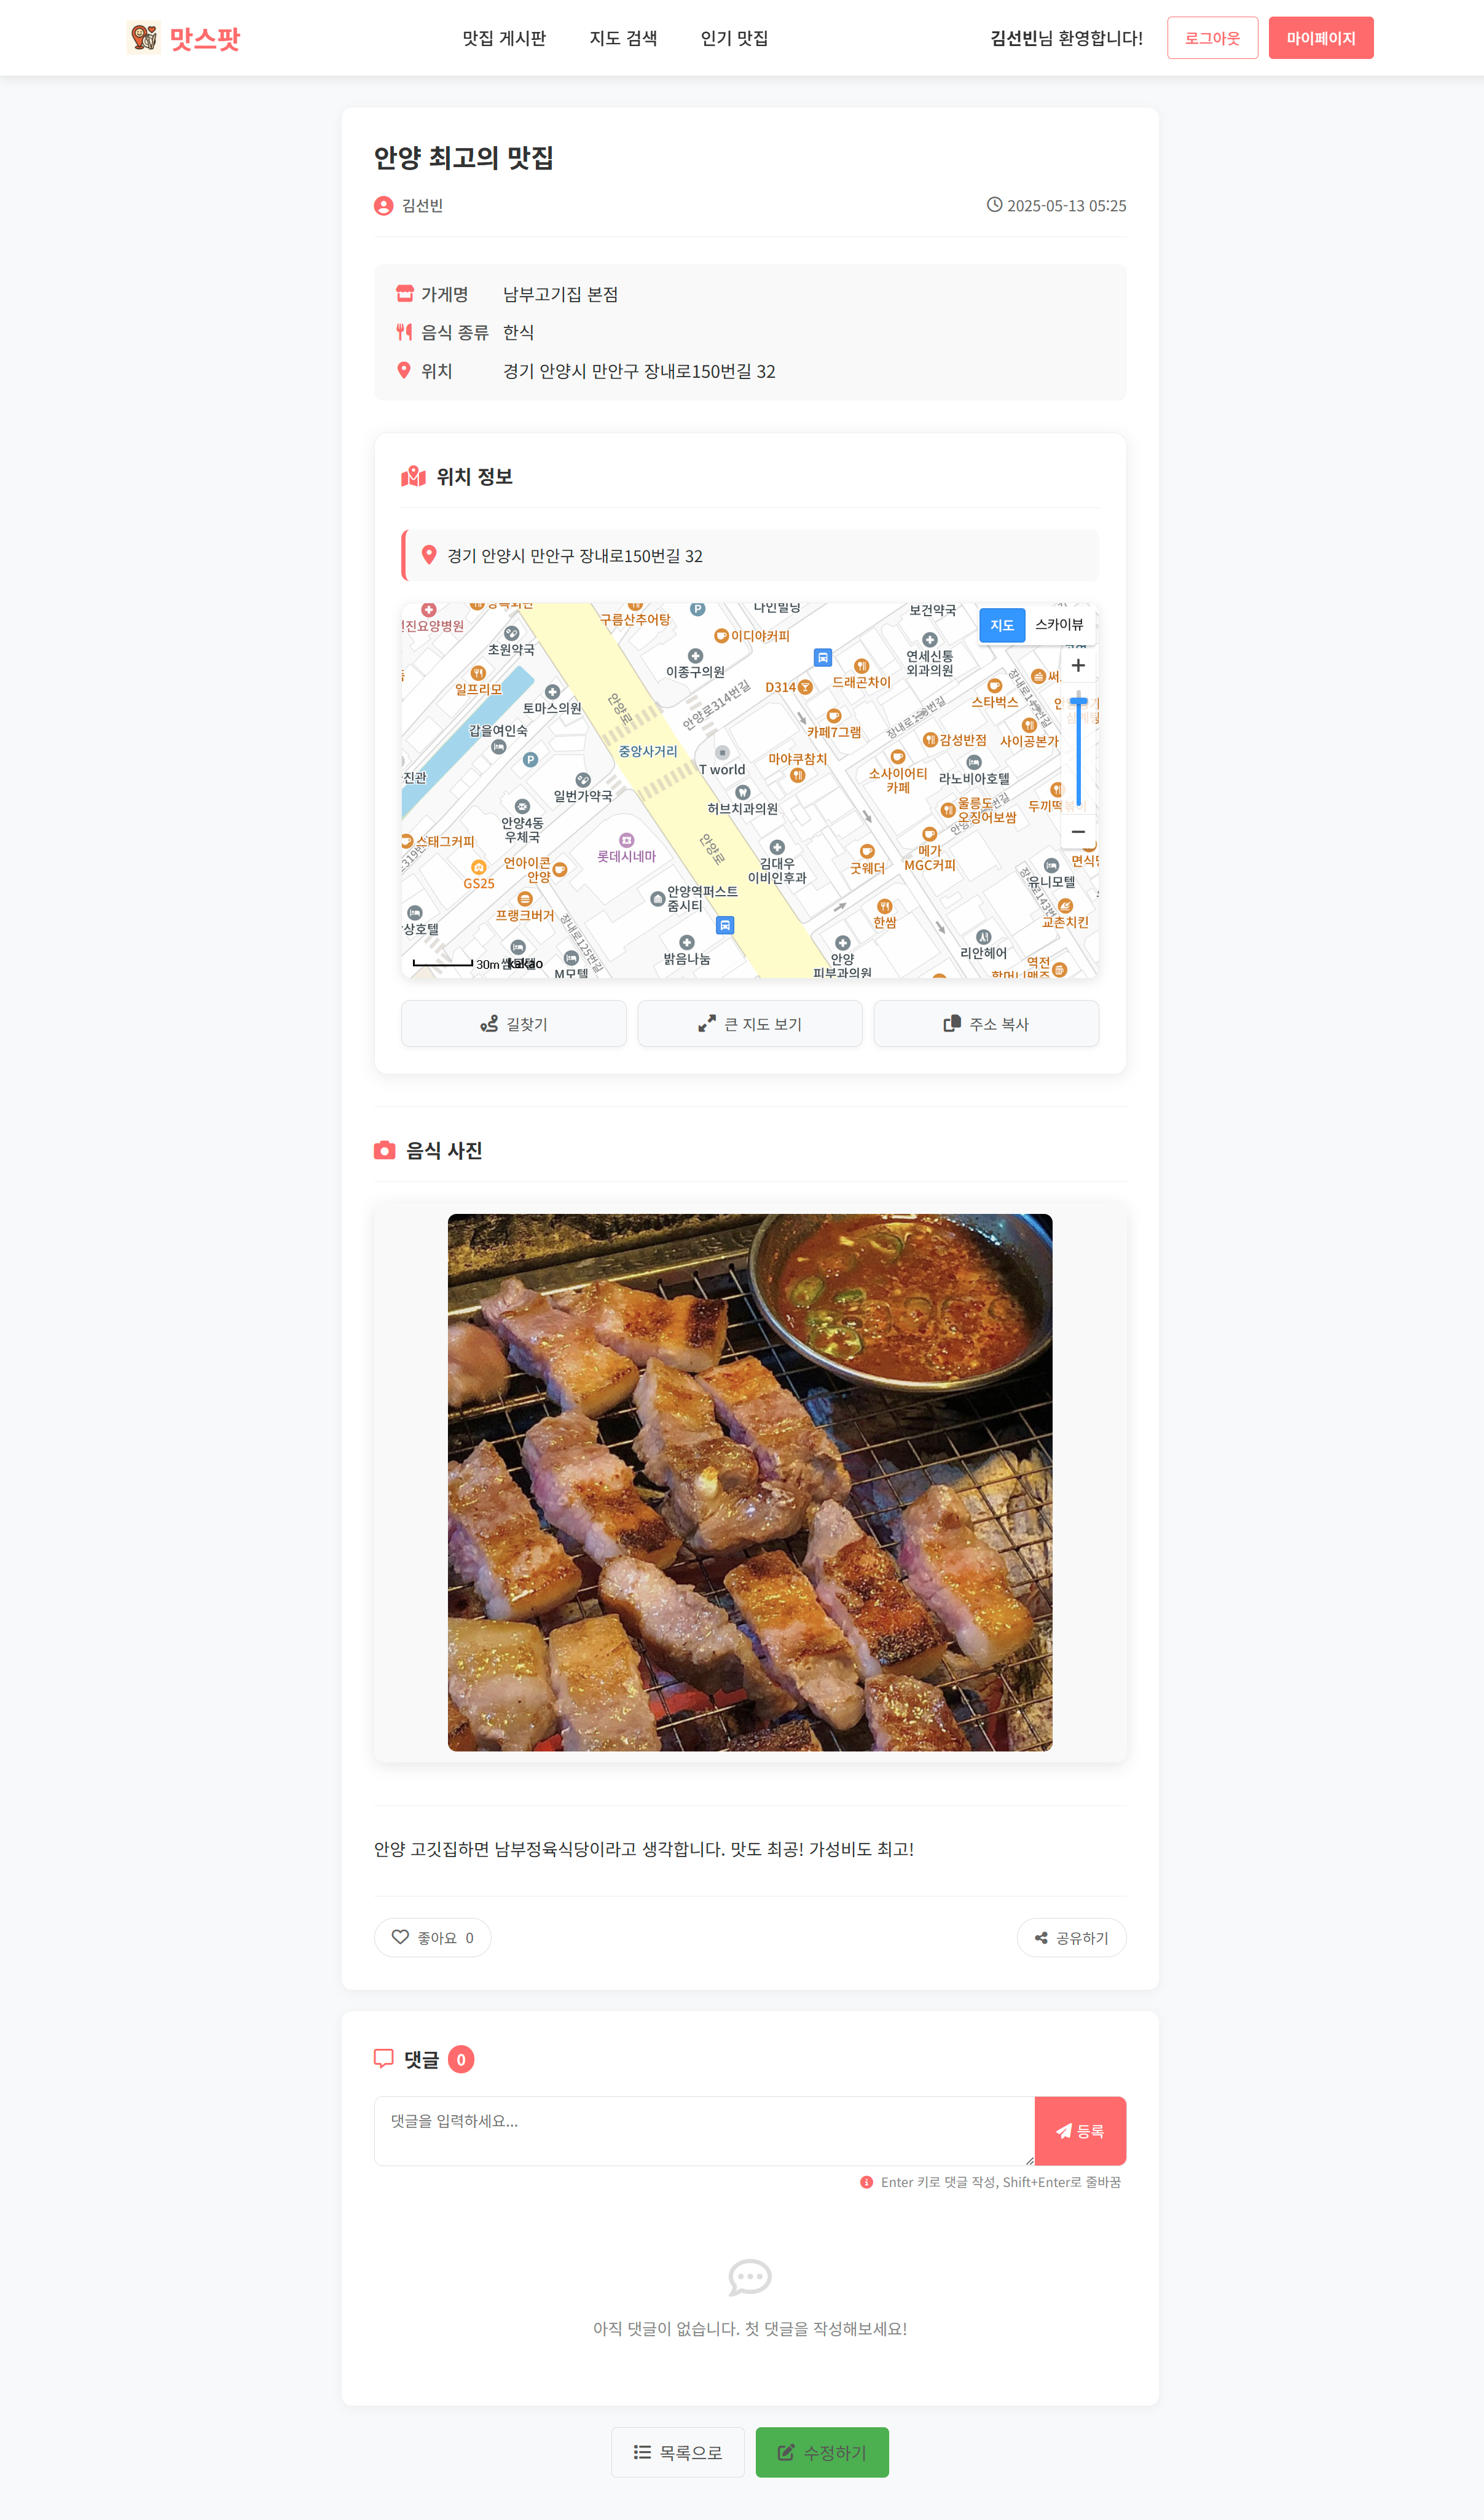 맛스팟
맛집 게시판
지도 검색
인기 맛집
김선빈님 환영합니다!
로그아웃
마이페이지
안양 최고의 맛집
김선빈
2025-05-13 05:25
가게명 남부고기집 본점
음식 종류 한식
위치 경기 안양시 만안구 장내로150번길 32
위치 정보
경기 안양시 만안구 장내로150번길 32
구름산추어탕
P
보건약국
지도
스카이뷰
초원약국
이디야커피
이종구의원
연세신통
외과의원
일프리모
D314
드래곤차이
토마스의원
안양로
안양로314번길
스타벅스
갑을여인숙
카페7그램
감성반점
사이공본가
중앙사거리
T world
마야쿠참치
소사이어티
카페
라노비아호텔
P
일번가약국
허브치과의원
울릉도
오징어보쌈
안양4동
우체국
스태그커피
롯데시네마
안양로
김대우
이비인후과
굿웨더
메가
MGC커피
언아이콘
안양
GS25
유니모텔
안양역퍼스트
줌시티
프랭크버거
한쌈
교촌치킨
장내로125번길
밝음나눔
안양
피부과의원
리안헤어
역전
할머니맥주
30m
kakao
M모텔
길찾기
큰 지도 보기
주소 복사
음식 사진
안양 고깃집하면 남부정육식당이라고 생각합니다. 맛도 최공! 가성비도 최고!
좋아요 0
공유하기
댓글 0
댓글을 입력하세요...
등록
Enter 키로 댓글 작성, Shift+Enter로 줄바꿈
아직 댓글이 없습니다. 첫 댓글을 작성해보세요!
목록으로
수정하기